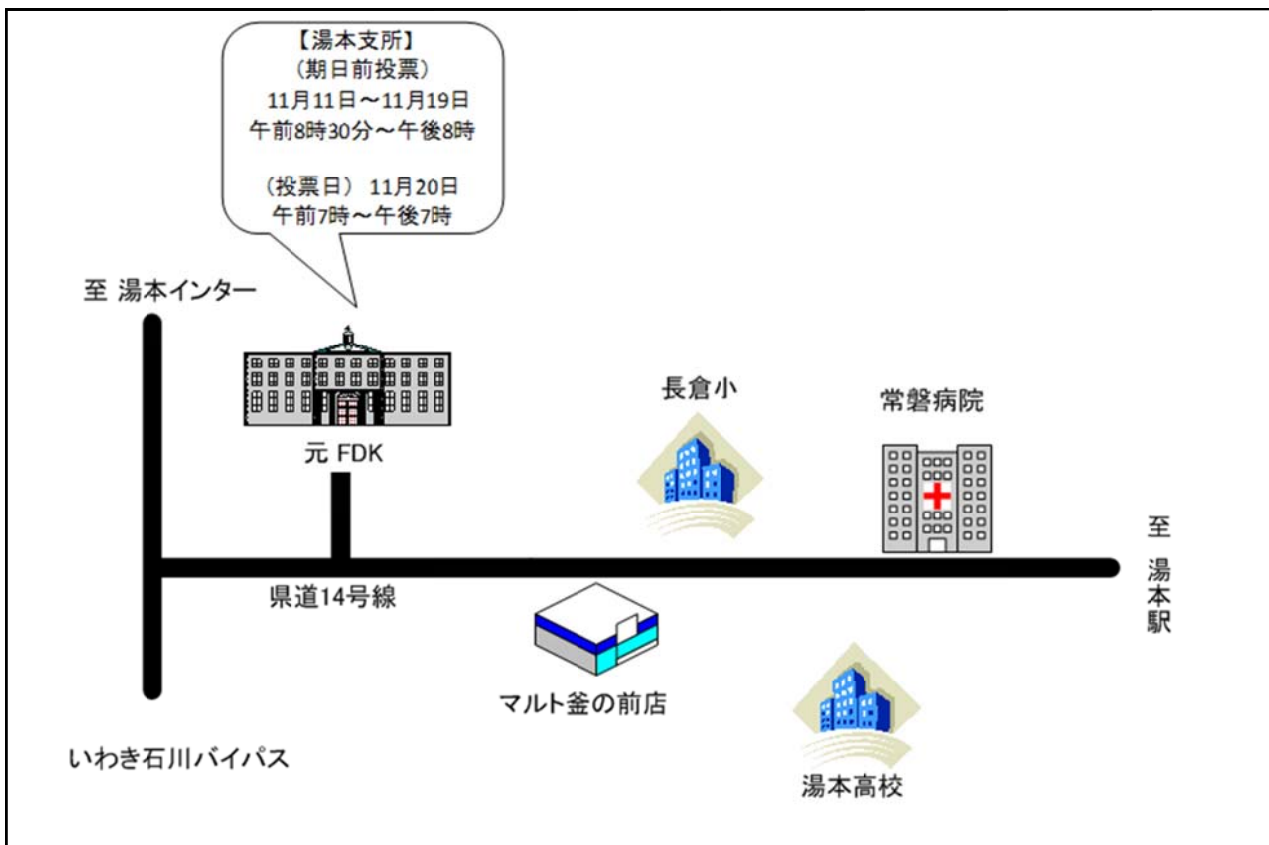 【湯本支所】
（期日前投票）
11月11日～11月19日
午前8時30分～午後8時
（投票日） 11月20日
午前7時～午後7時
至 湯本インター
元 FDK
長倉小
常磐病院
至 湯本駅
県道14号線
マルト釜の前店
いわき石川バイパス
湯本高校